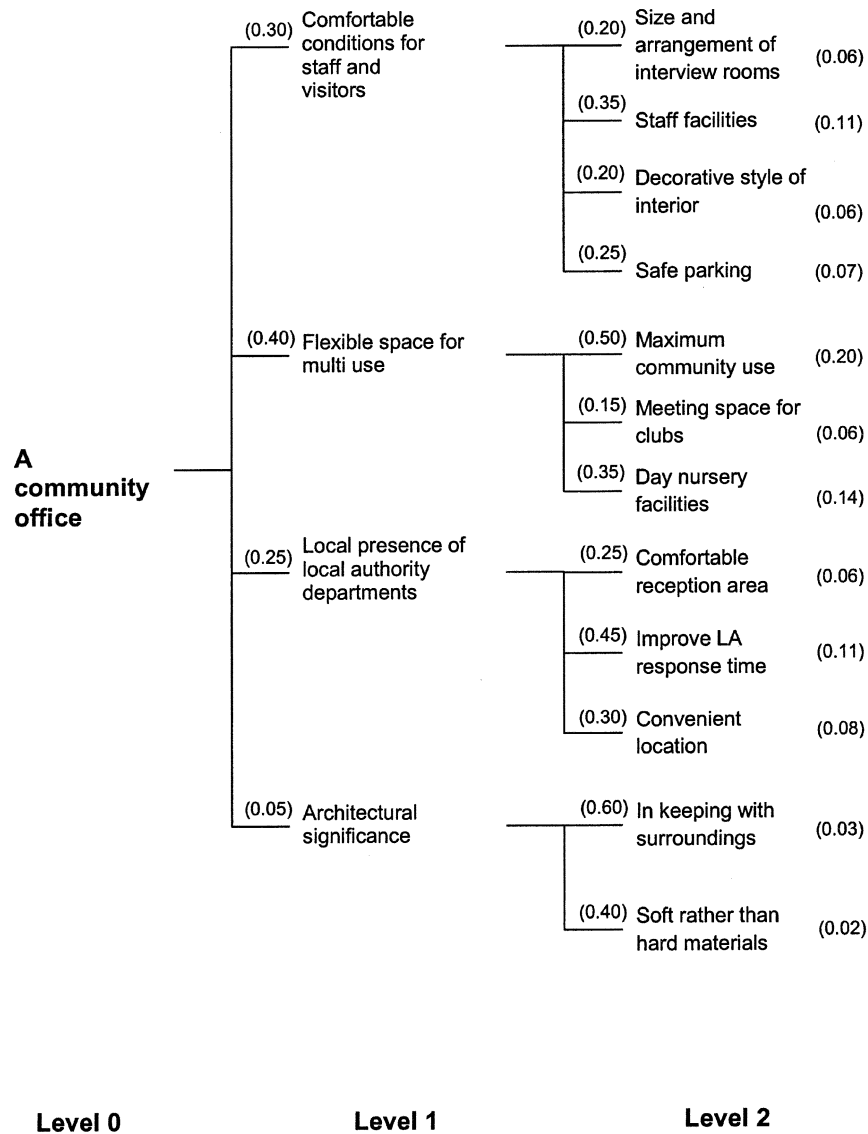 (0.30) Comfortable
conditions for
staff and
visitors
(0.20) Size and
arrangement of
interview rooms (0.06)
(0.35) Staff facilities (0.11)
(0.20) Decorative style of
interior (0.06)
(0.25) Safe parking (0.07)
(0.40) Flexible space for
multi use
(0.50) Maximum
community use (0.20)
(0.15) Meeting space for
clubs (0.06)
(0.35) Day nursery
facilities (0.14)
A
community
office
(0.25) Local presence of
local authority
departments
(0.25) Comfortable
reception area (0.06)
(0.45) Improve LA
response time (0.11)
(0.30) Convenient
location (0.08)
(0.05) Architectural
significance
(0.60) In keeping with
surroundings (0.03)
(0.40) Soft rather than
hard materials (0.02)
Level 0 Level 1 Level 2